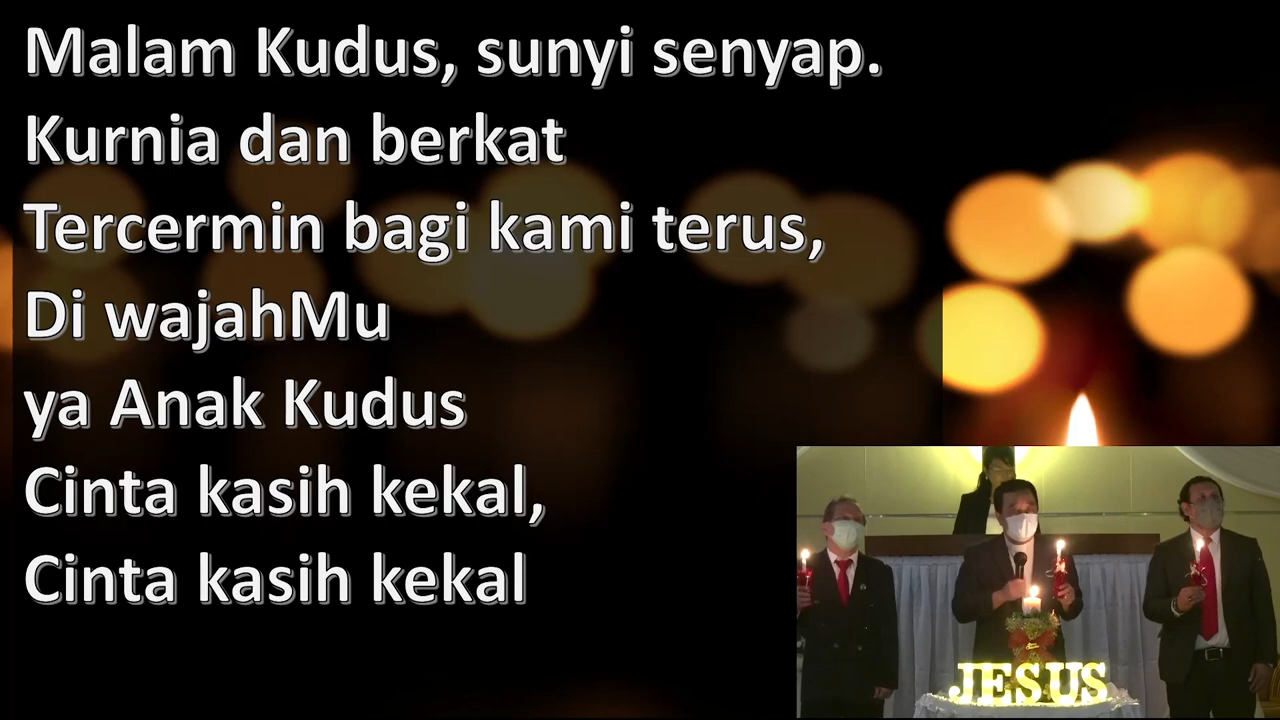 Malam Kudus, sunyi senyap.
Kurnia dan berkat
Tercermin bagi kami terus,
Di wajahMu
ya Anak Kudus
Cinta kasih kekal,
Cinta kasih kekal
JESUS